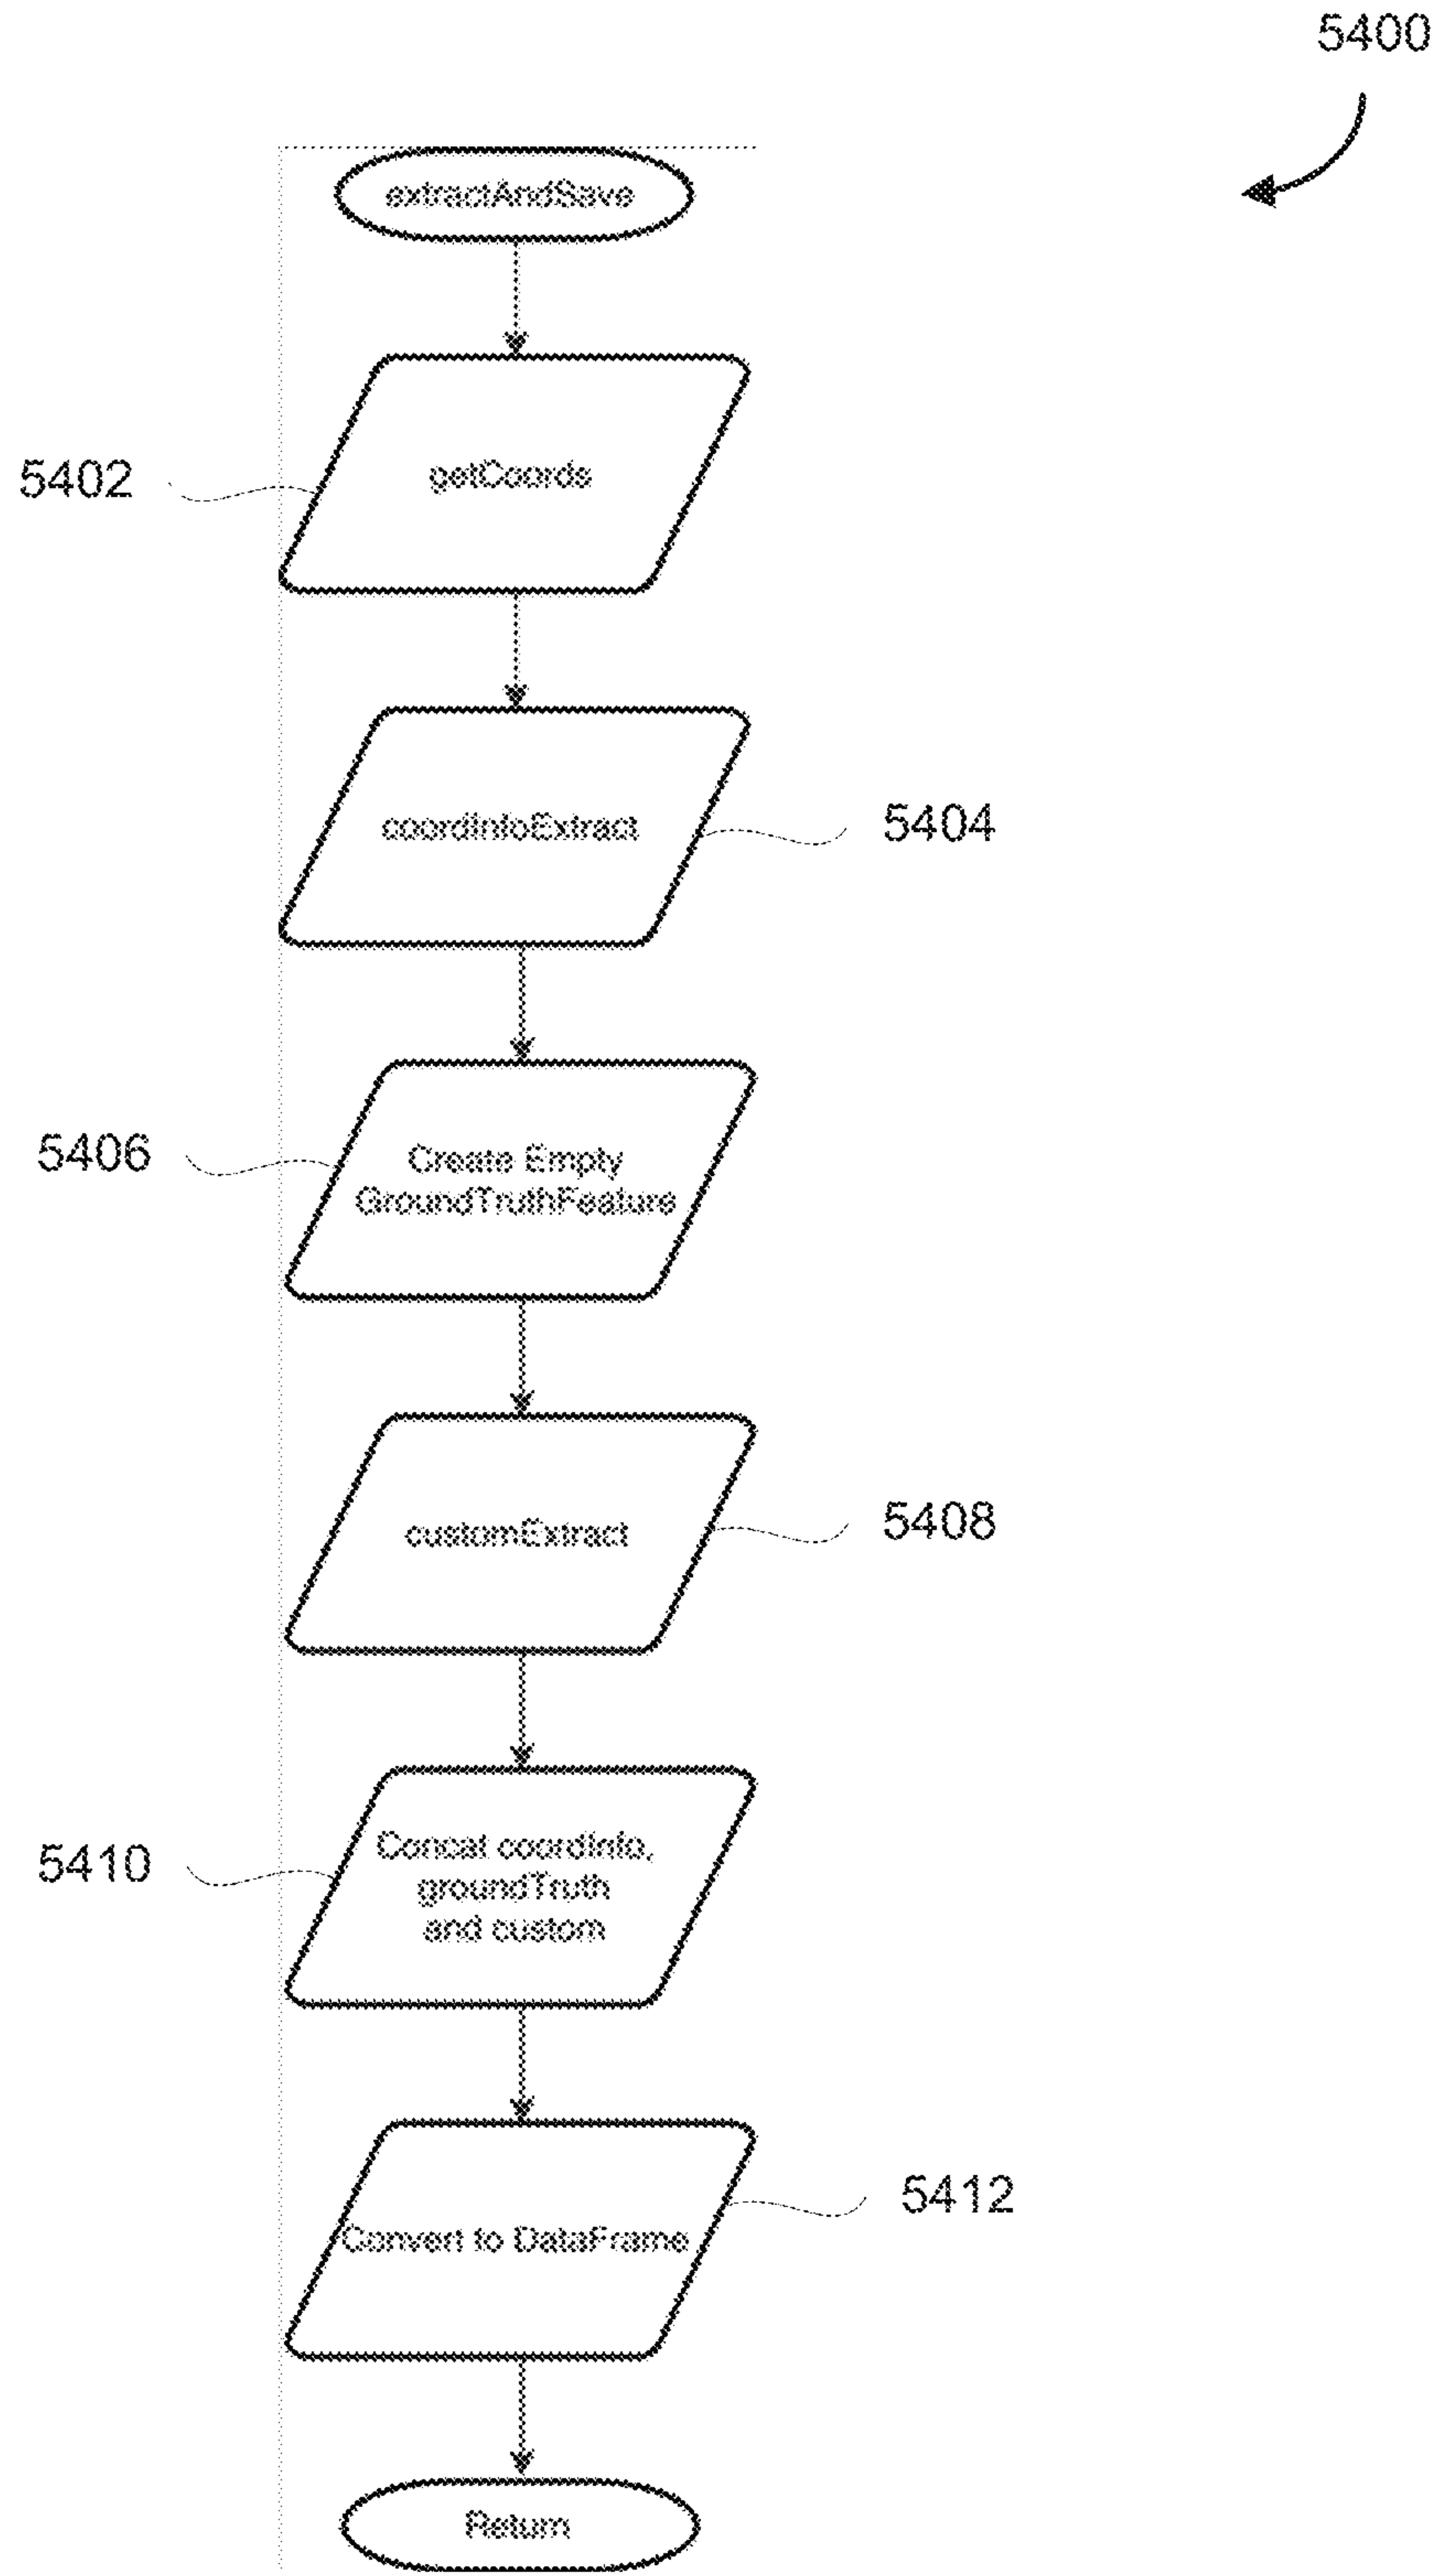 5400
extractAndSave
5402
getCoords
coordInfoExtract
5404
5406
Create Empty
GroundTruthFeature
customExtract
5408
5410
Concat coordInfo,
groundTruth
and custom
5412
Convert to DataFrame
Return